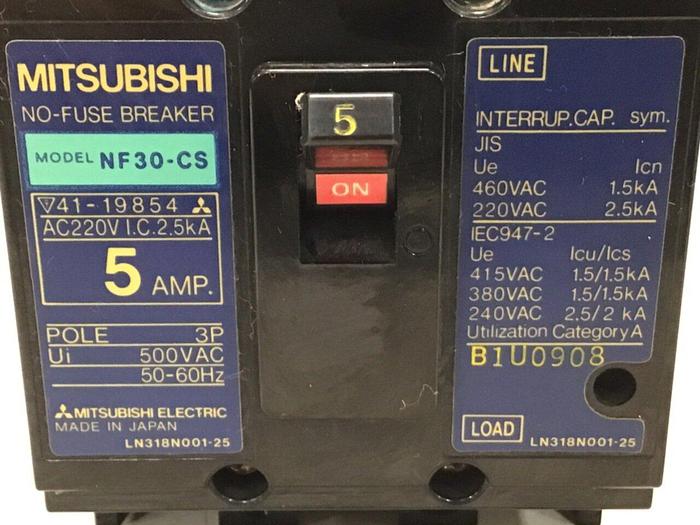 MITSUBISHI
NO-FUSE BREAKER
MODEL NF30-CS
▽41-19854
AC220V I.C.2.5kA
5 AMP.
POLE 3P
Ui 500VAC
50-60Hz
MITSUBISHI ELECTRIC
MADE IN JAPAN
LN318N001-25
5
ON
LINE
INTERRUP.CAP. sym.
JIS
Ue Icn
460VAC 1.5kA
220VAC 2.5kA
IEC947-2
Ue Icu/Ics
415VAC 1.5/1.5kA
380VAC 1.5/1.5kA
240VAC 2.5/2 kA
Utilization Category A
B1U0908
LOAD
LN318N001-25